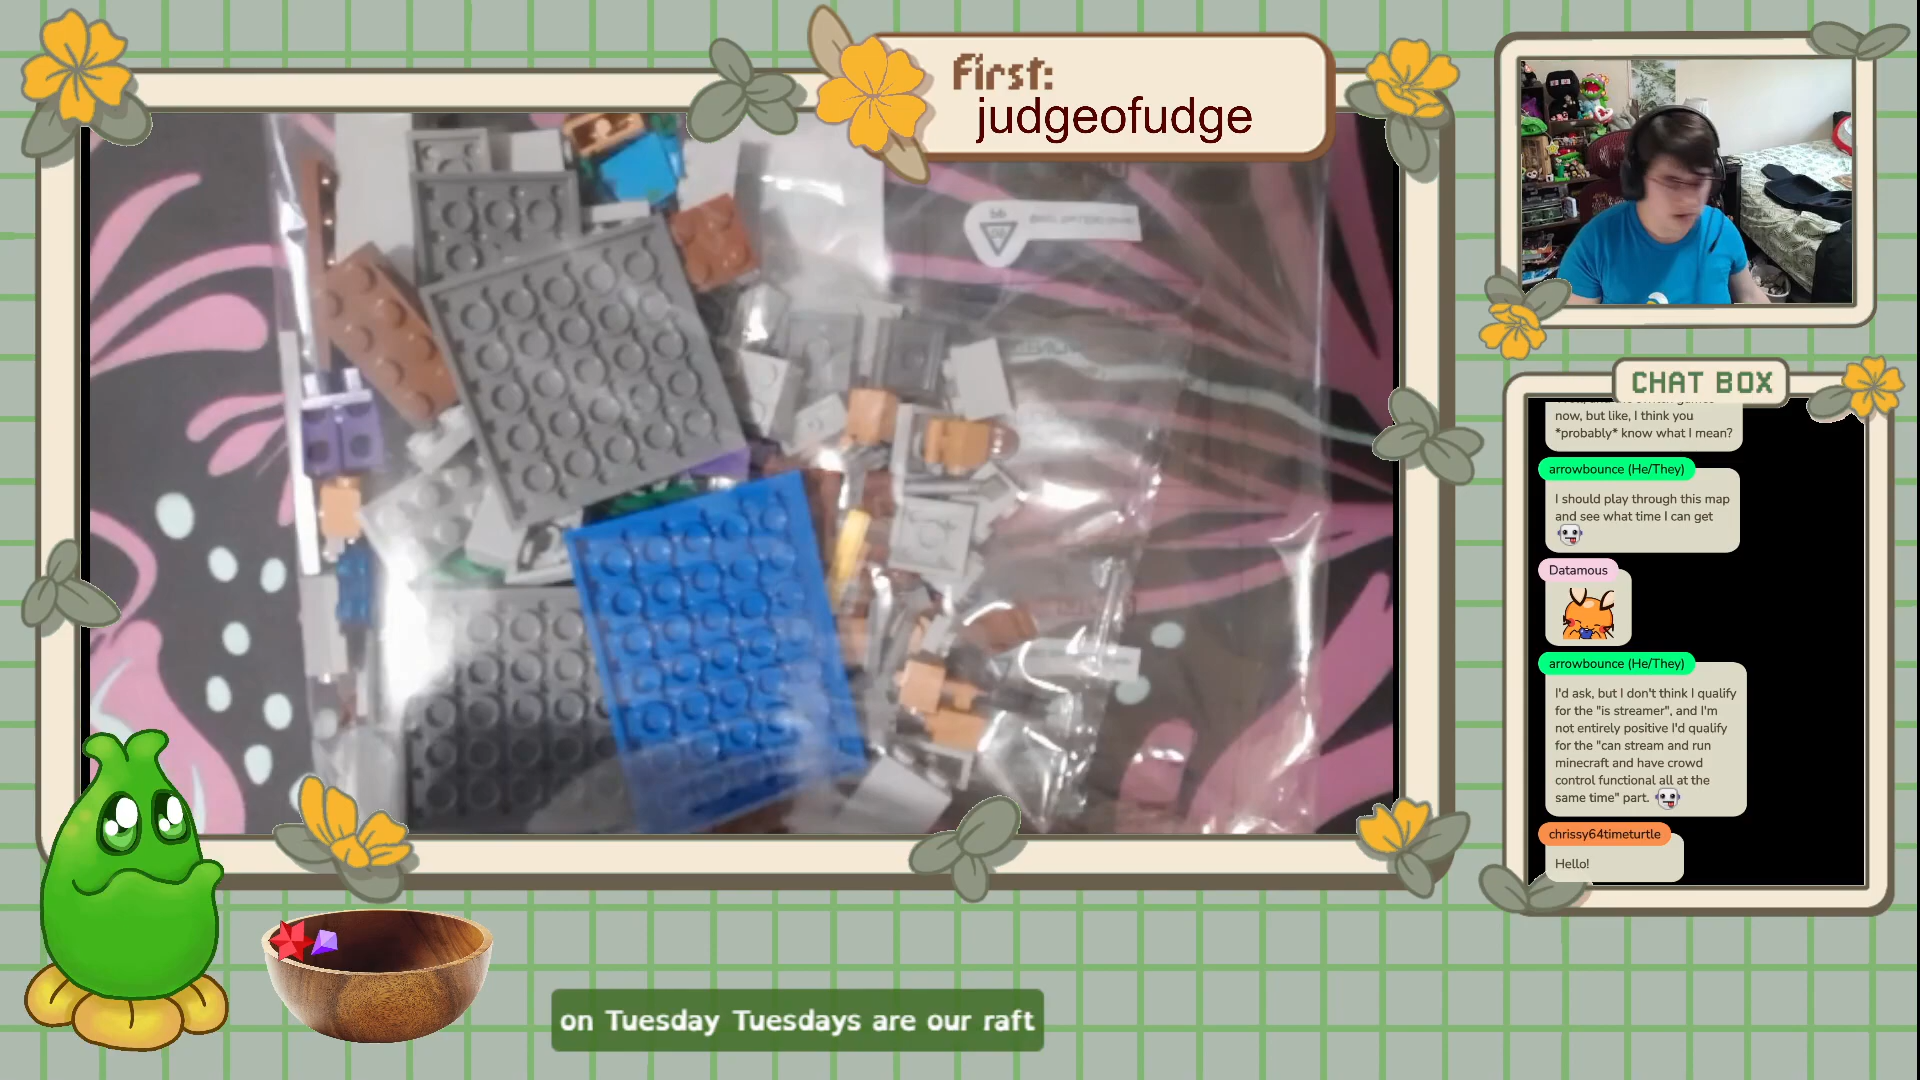 First:
judgeofudge
CHAT BOX
now, but like, I think you
*probably* know what I mean?
arrowbounce (He/They)
I should play through this map
and see what time I can get
Datamous
arrowbounce (He/They)
I'd ask, but I don't think I qualify
for the "is streamer", and I'm
not entirely positive I'd qualify
for the "can stream and run
minecraft and have crowd
control functional all at the
same time" part.
chrissy64timeturtle
Hello!
on Tuesday Tuesdays are our raft